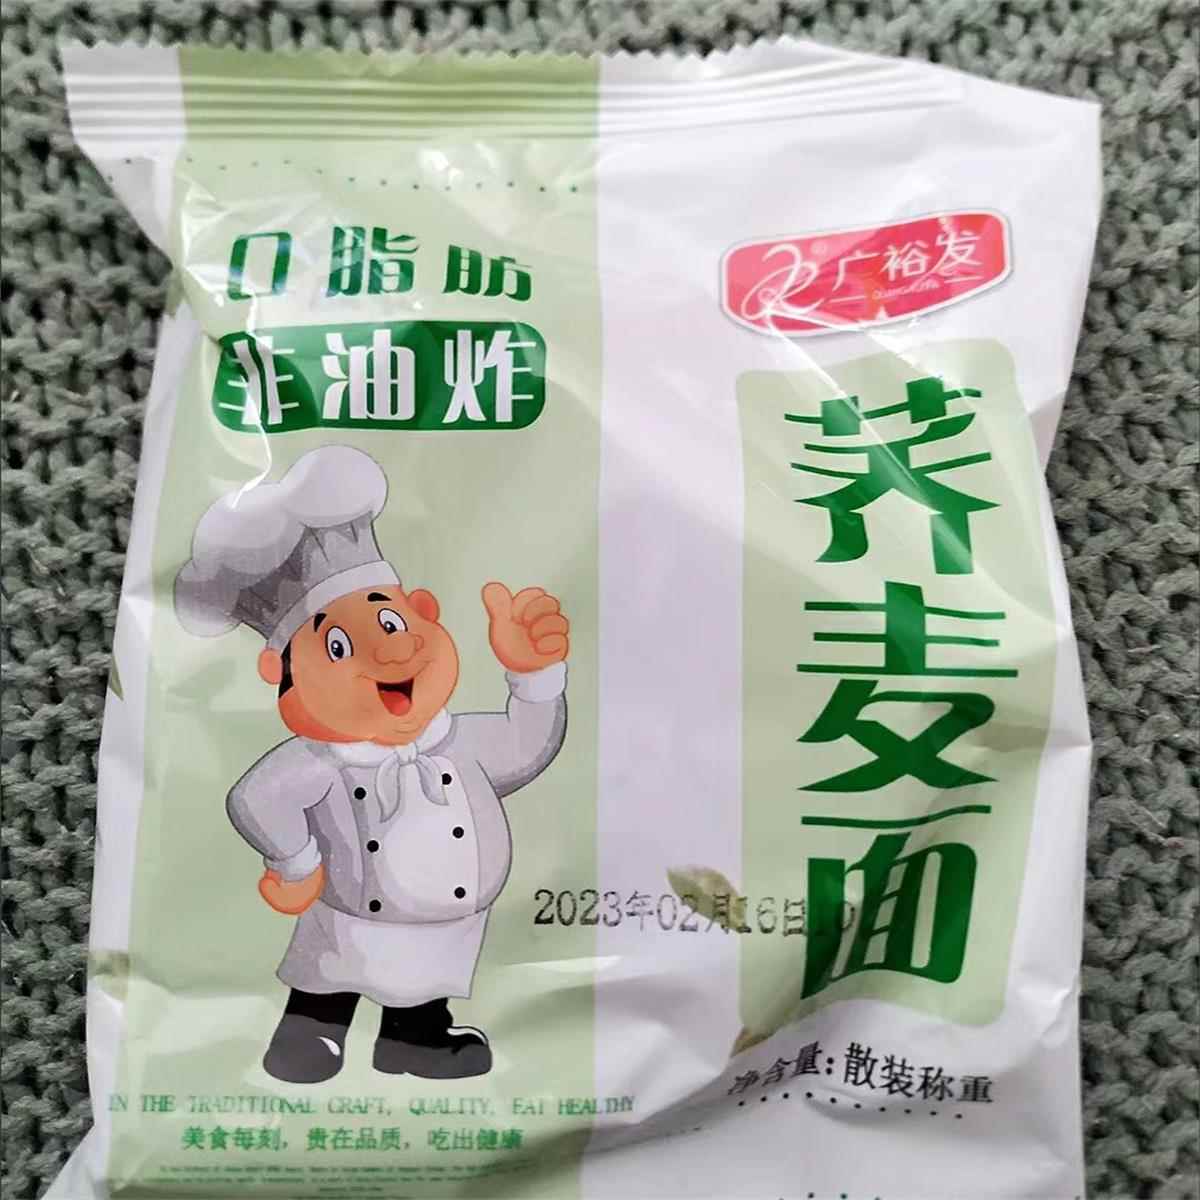 0脂肪
非油炸
广裕发
荞麦面
2023年02月16日
净含量：散装称重
IN THE TRADITIONAL CRAFT, QUALITY, EAT HEALTHY
美食每刻，贵在品质，吃出健康